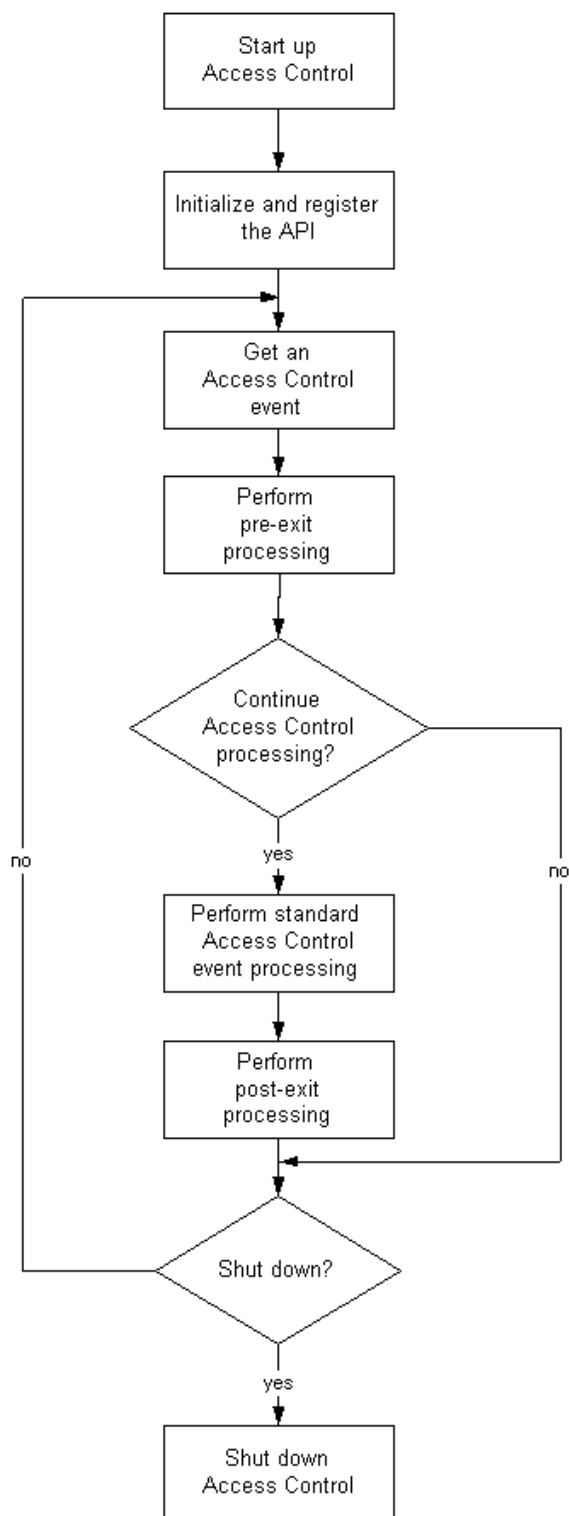 Start up
Access Control
Initialize and register
the API
Get an
Access Control
event
Perform
pre-exit
processing
Continue
Access Control
processing?
no
yes
no
Perform standard
Access Control
event processing
Perform
post-exit
processing
Shut down?
yes
Shut down
Access Control